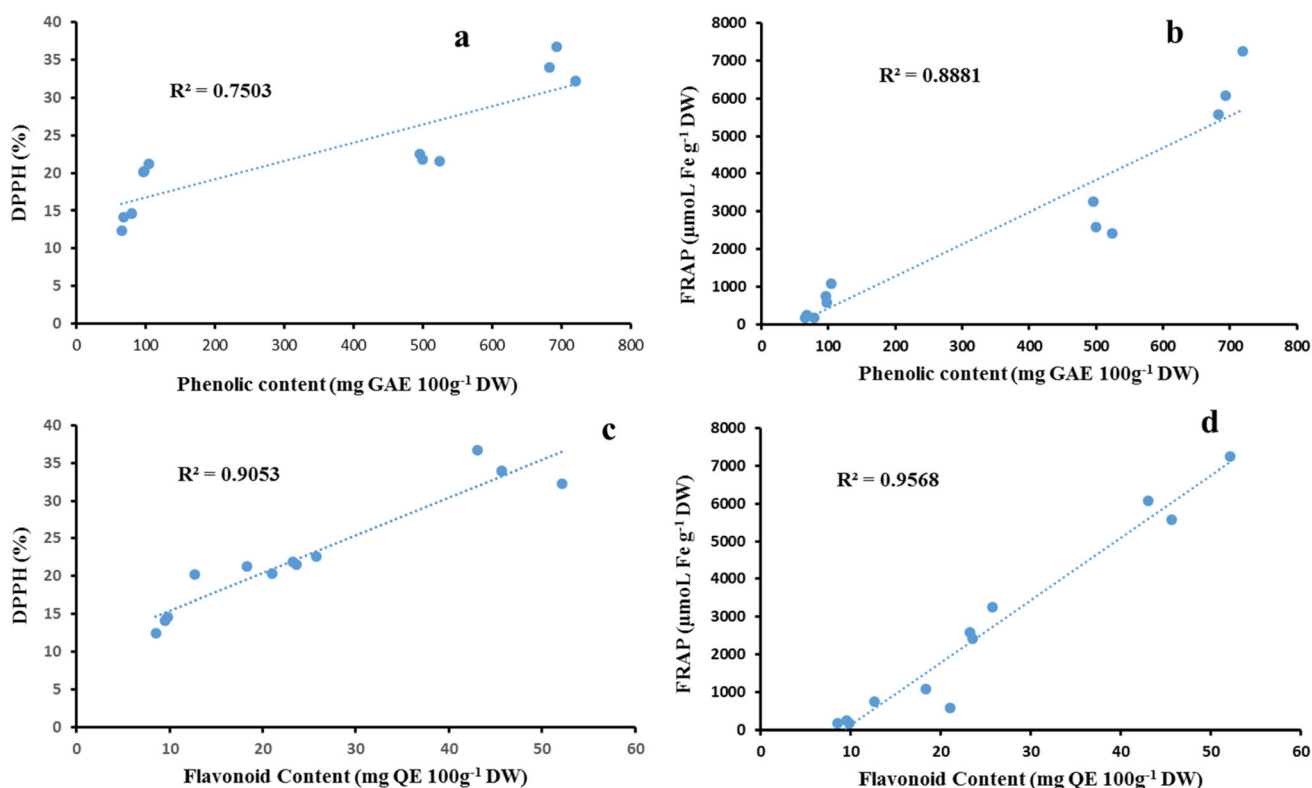 a
R² = 0.7503
DPPH (%)
40
35
30
25
20
15
10
5
0
0 100 200 300 400 500 600 700 800
Phenolic content (mg GAE 100g⁻¹ DW)
b
R² = 0.8881
FRAP (µmoL Fe g⁻¹ DW)
8000
7000
6000
5000
4000
3000
2000
1000
0
0 100 200 300 400 500 600 700 800
Phenolic content (mg GAE 100g⁻¹ DW)
c
R² = 0.9053
DPPH (%)
40
35
30
25
20
15
10
5
0
0 10 20 30 40 50 60
Flavonoid Content (mg QE 100g⁻¹ DW)
d
R² = 0.9568
FRAP (µmoL Fe g⁻¹ DW)
8000
7000
6000
5000
4000
3000
2000
1000
0
0 10 20 30 40 50 60
Flavonoid Content (mg QE 100g⁻¹ DW)